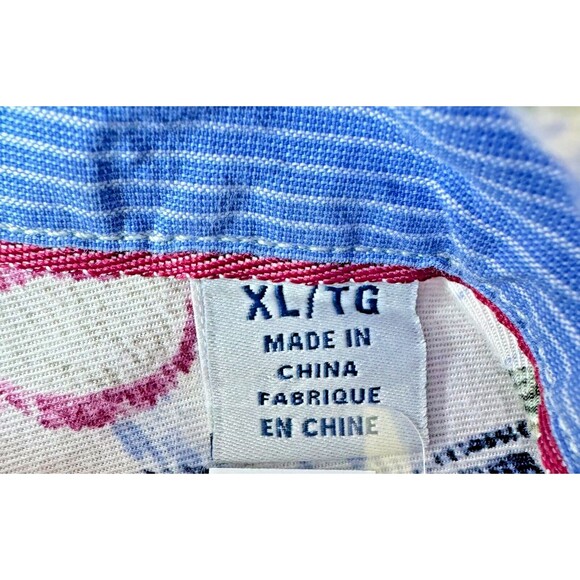 XL/TG
MADE IN
CHINA
FABRIQUE
EN CHINE